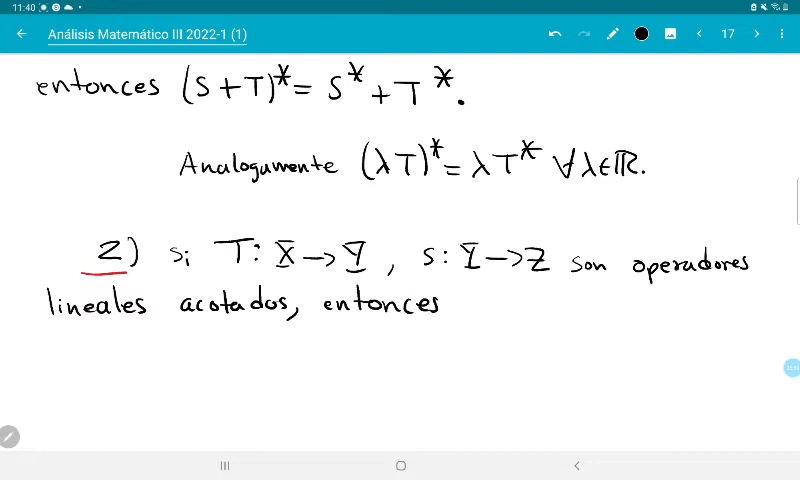 11:40
Análisis Matemático III 2022-1 (1)
17
entonces (S+T)* = S* + T*.
Analogamente (λT)* = λT* ∀λ∈ℝ.
2) si T: X → Y, S: Y → Z son operadores
lineales acotados, entonces